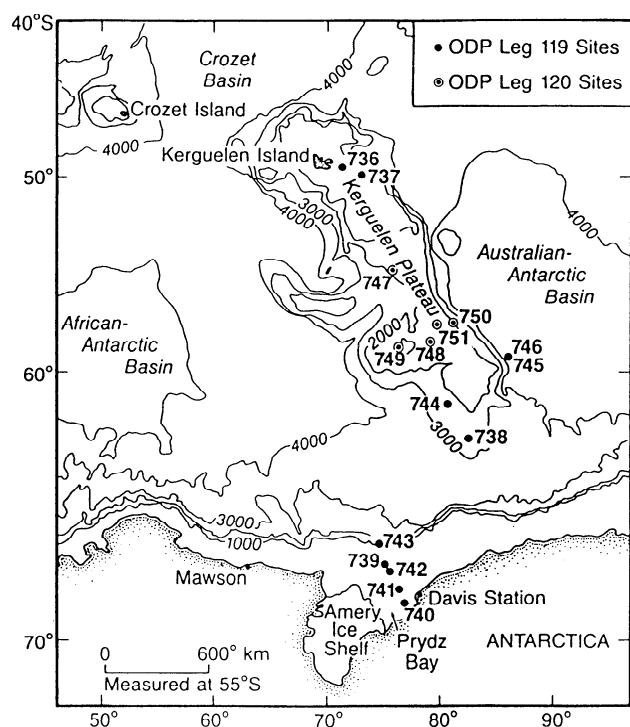 40°S
Crozet
Basin
4000
ODP Leg 119 Sites
ODP Leg 120 Sites
Crozet Island
4000
Kerguelen Island
736
737
50°
3000
4000
Kerguelen Plateau
4000
Australian-
Antarctic
Basin
747
African-
Antarctic
Basin
2000
750
751
749
748
746
745
60°
744
3000
738
4000
3000
1000
743
739
742
Mawson
741
740
Davis Station
Amery
Ice
Shelf
Prydz
Bay
ANTARCTICA
70°
0
600° km
Measured at 55°S
50°
60°
70°
80°
90°